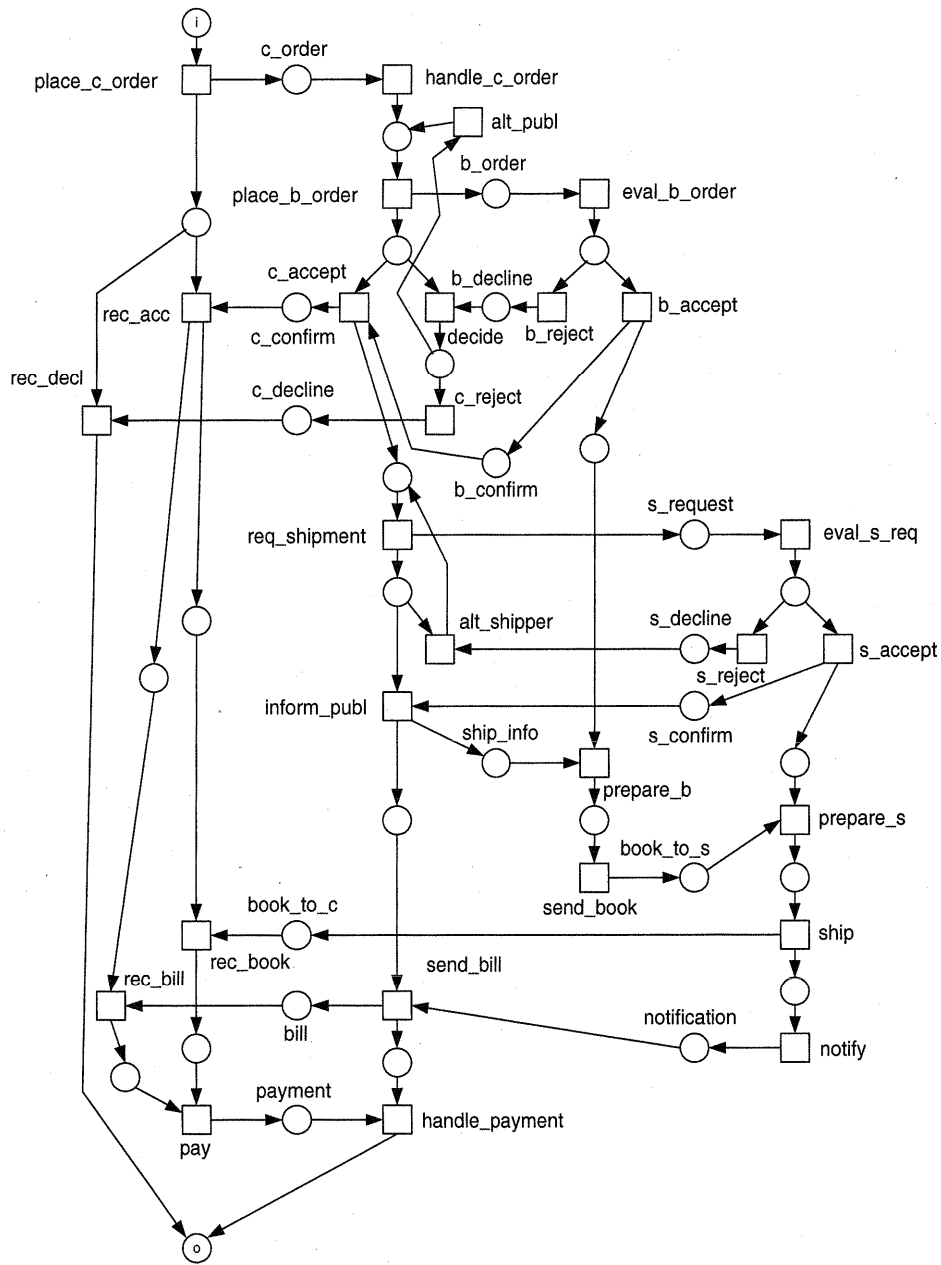 i
c_order
place_c_order
handle_c_order
alt_publ
b_order
place_b_order
eval_b_order
c_accept
b_decline
rec_acc
b_accept
c_confirm
decide
b_reject
rec_decl
c_decline
c_reject
b_confirm
s_request
req_shipment
eval_s_req
alt_shipper
s_decline
s_accept
s_reject
inform_publ
ship_info
s_confirm
prepare_b
prepare_s
book_to_s
book_to_c
send_book
ship
rec_book
send_bill
rec_bill
bill
notification
notify
payment
handle_payment
pay
o